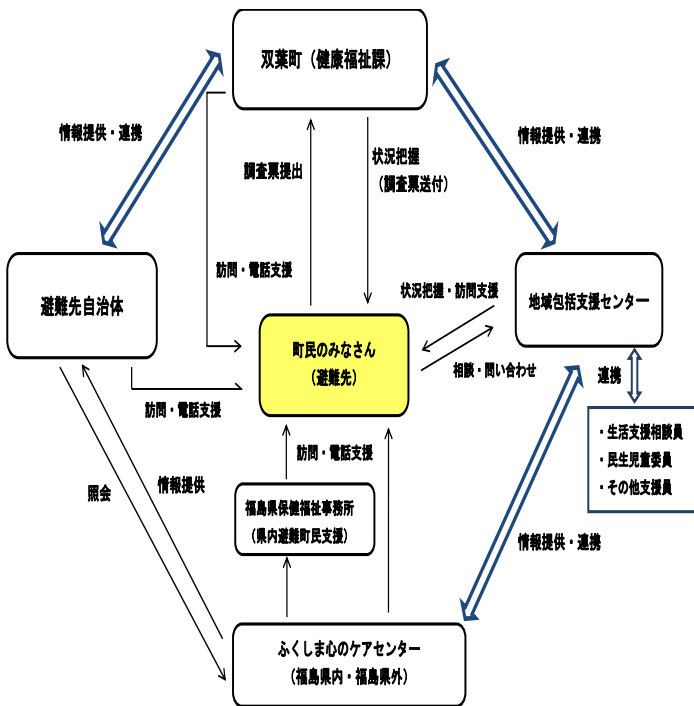 双葉町（健康福祉課）
情報提供・連携
情報提供・連携
調査票提出
状況把握
（調査票送付）
訪問・電話支援
避難先自治体
状況把握・訪問支援
地域包括支援センター
町民のみなさん
（避難先）
相談・問い合わせ
連携
訪問・電話支援
・生活支援相談員
・民生児童委員
・その他支援員
訪問・電話支援
照会
情報提供
福島県保健福祉事務所
（県内避難町民支援）
情報提供・連携
ふくしま心のケアセンター
（福島県内・福島県外）